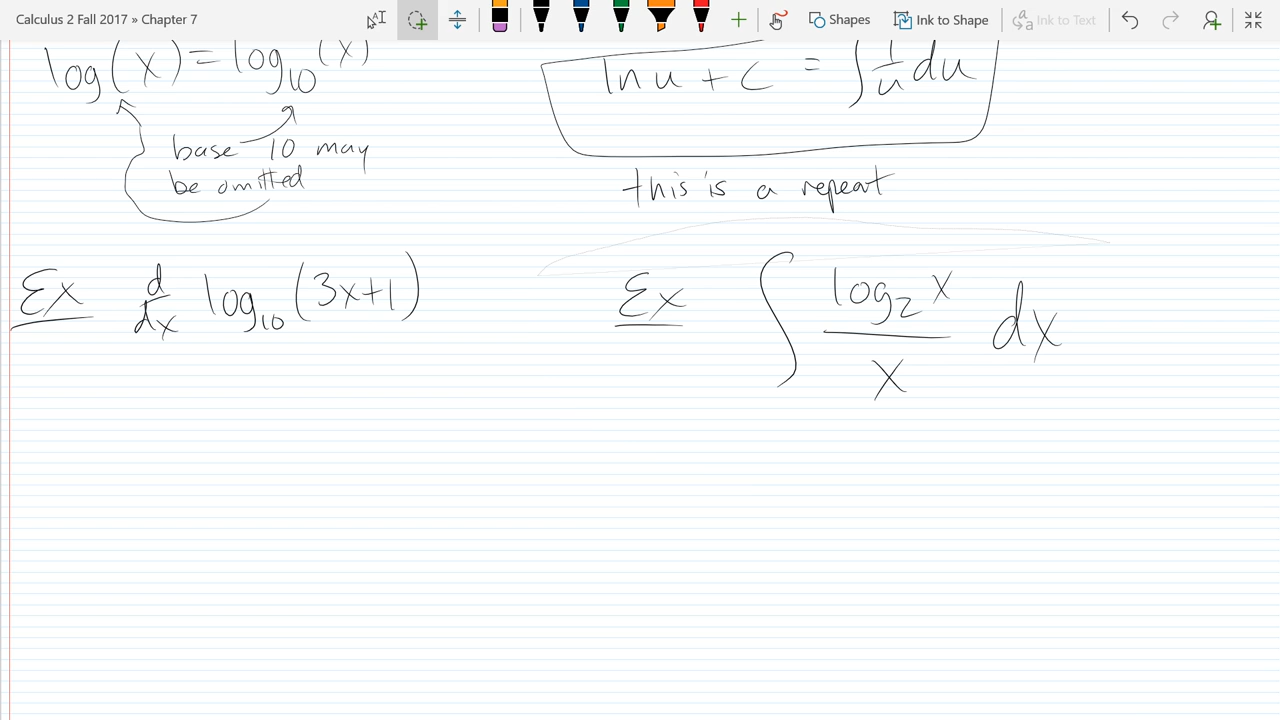 Calculus 2 Fall 2017 » Chapter 7
Shapes
Ink to Shape
Ink to Text
log(x) = log₁₀(x)
base 10 may
be omitted
ln u + C = ∫ 1/u du
this is a repeat
Ex d/dx log₁₀(3x+1)
Ex ∫ log₂ x / x dx